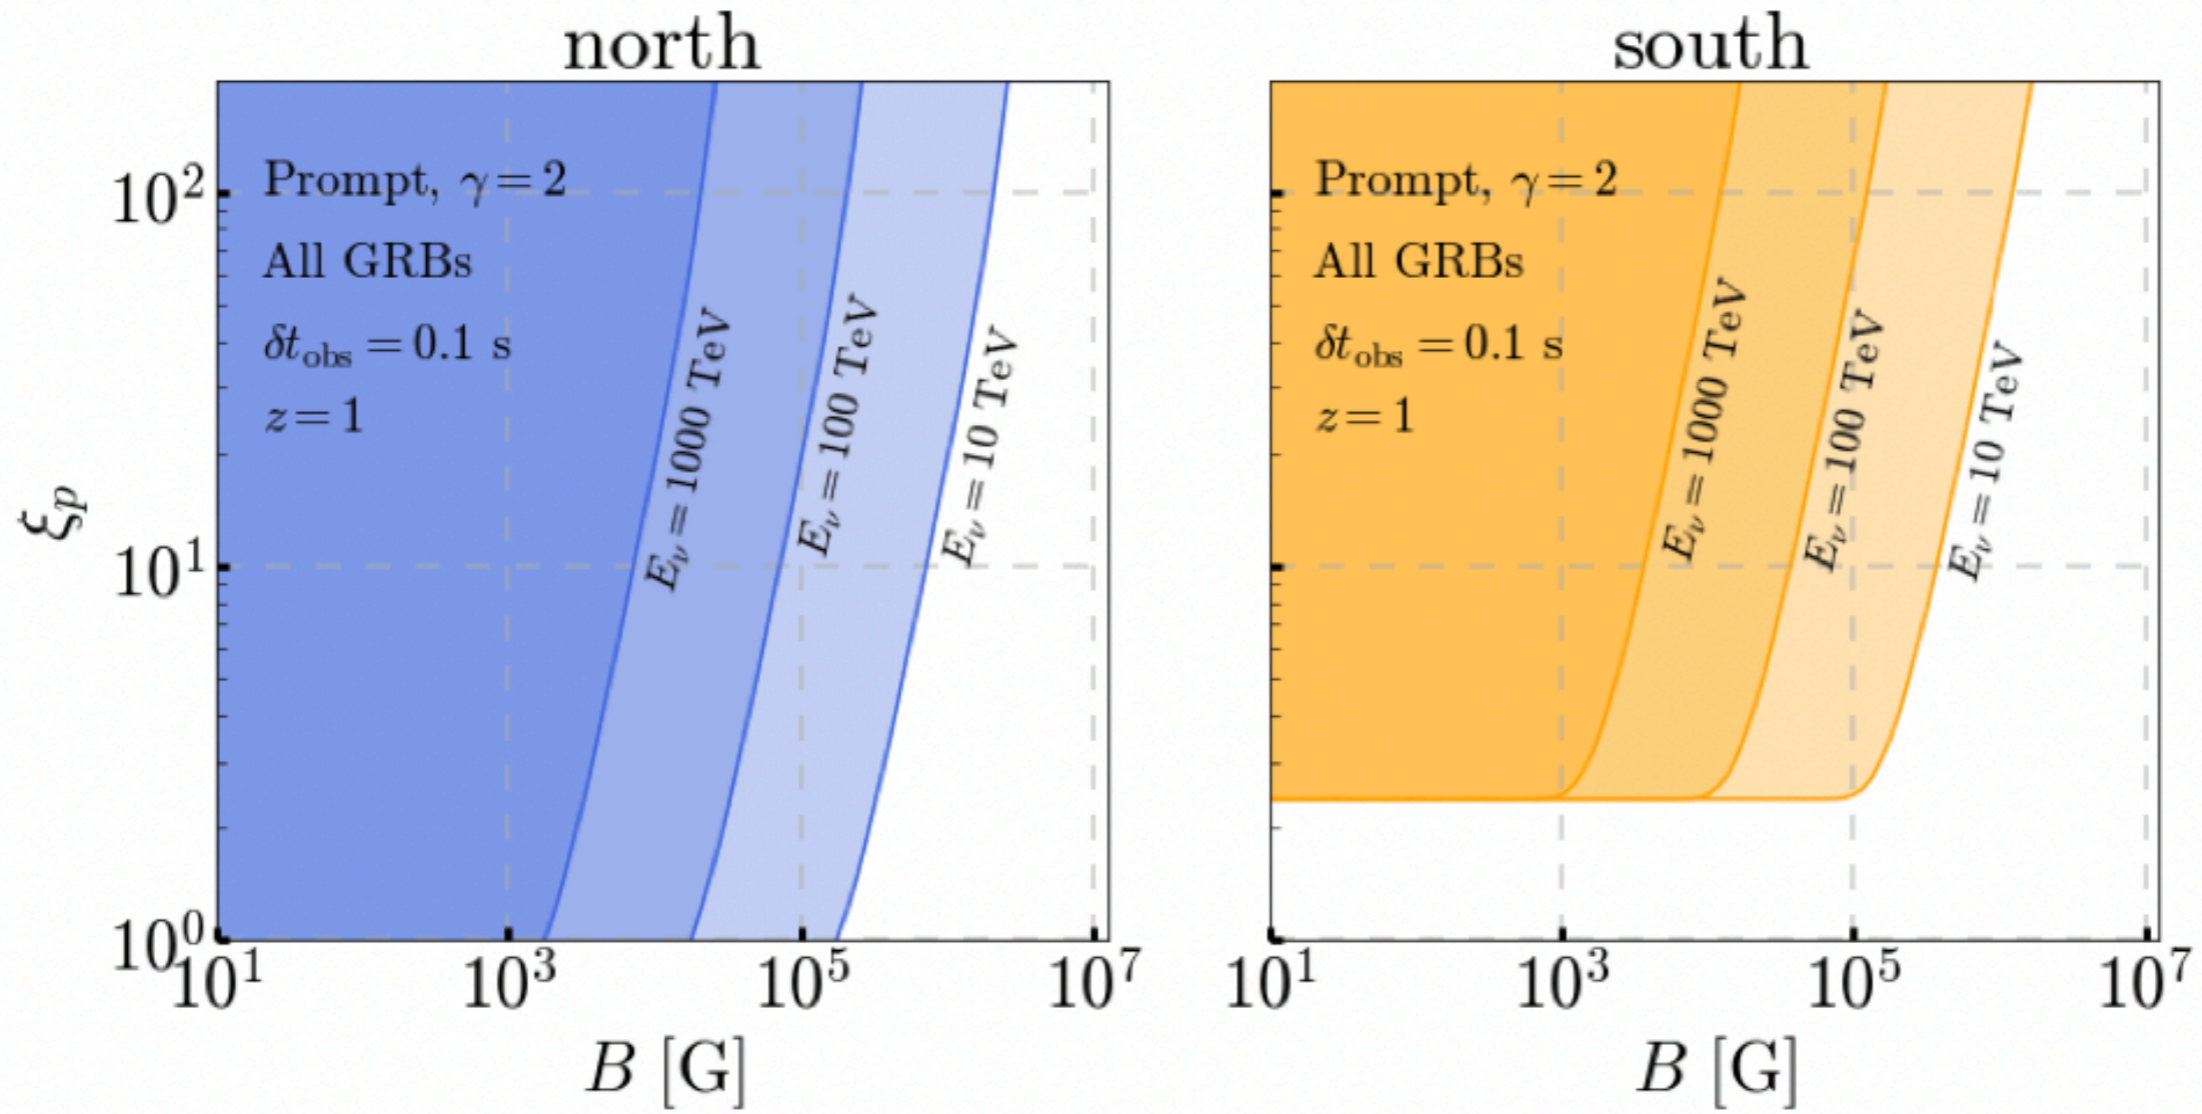 north
Prompt, γ = 2
All GRBs
δt_obs = 0.1 s
z = 1
E_ν = 1000 TeV
E_ν = 100 TeV
E_ν = 10 TeV
ξ_p
10^2
10^1
10^0
10^1 10^3 10^5 10^7
B [G]
south
Prompt, γ = 2
All GRBs
δt_obs = 0.1 s
z = 1
E_ν = 1000 TeV
E_ν = 100 TeV
E_ν = 10 TeV
10^1 10^3 10^5 10^7
B [G]